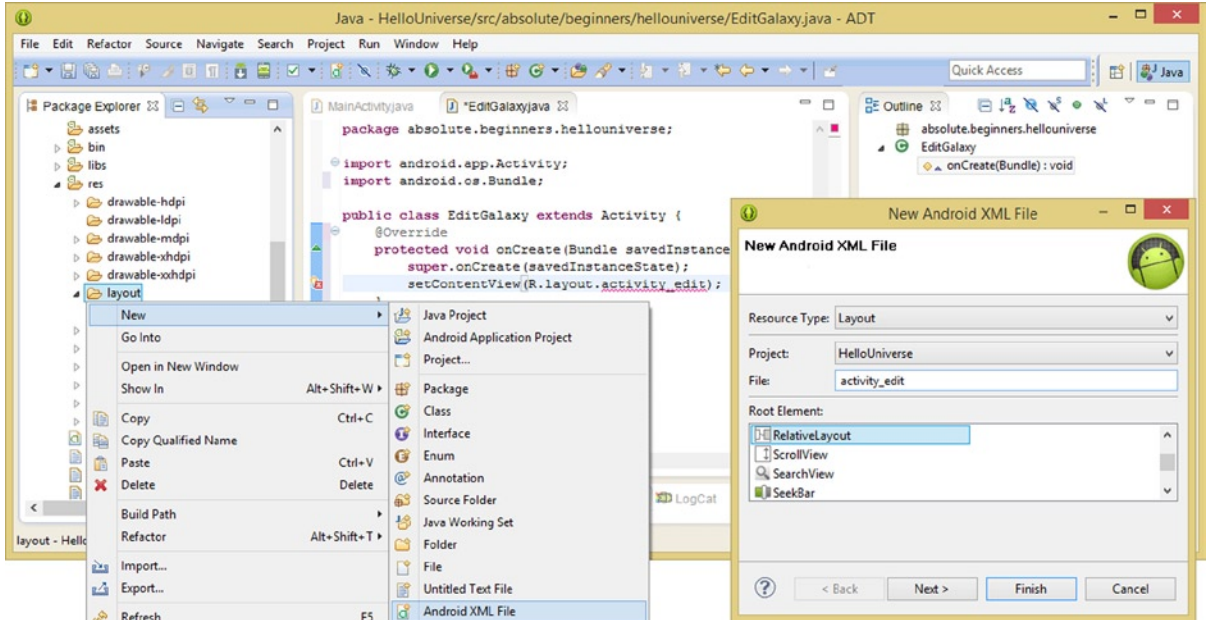 Java - HelloUniverse/src/absolute/beginners/hellouniverse/EditGalaxy.java - ADT
File Edit Refactor Source Navigate Search Project Run Window Help
Quick Access
Java
Package Explorer
assets
bin
libs
res
drawable-hdpi
drawable-ldpi
drawable-mdpi
drawable-xhdpi
drawable-xxhdpi
layout
MainActivity.java
*EditGalaxy.java
package absolute.beginners.hellouniverse;
import android.app.Activity;
import android.os.Bundle;
public class EditGalaxy extends Activity {
@Override
protected void onCreate(Bundle savedInstance
super.onCreate(savedInstanceState);
setContentView(R.layout.activity_edit);
Outline
absolute.beginners.hellouniverse
EditGalaxy
onCreate(Bundle) : void
LogCat
layout - Hello
New
Go Into
Open in New Window
Show In Alt+Shift+W
Copy Ctrl+C
Copy Qualified Name
Paste Ctrl+V
Delete Delete
Build Path
Refactor Alt+Shift+T
Import...
Export...
Refresh F5
Java Project
Android Application Project
Project...
Package
Class
Interface
Enum
Annotation
Source Folder
Java Working Set
Folder
File
Untitled Text File
Android XML File
New Android XML File
New Android XML File
Resource Type: Layout
Project: HelloUniverse
File: activity_edit
Root Element:
RelativeLayout
ScrollView
SearchView
SeekBar
? < Back Next > Finish Cancel